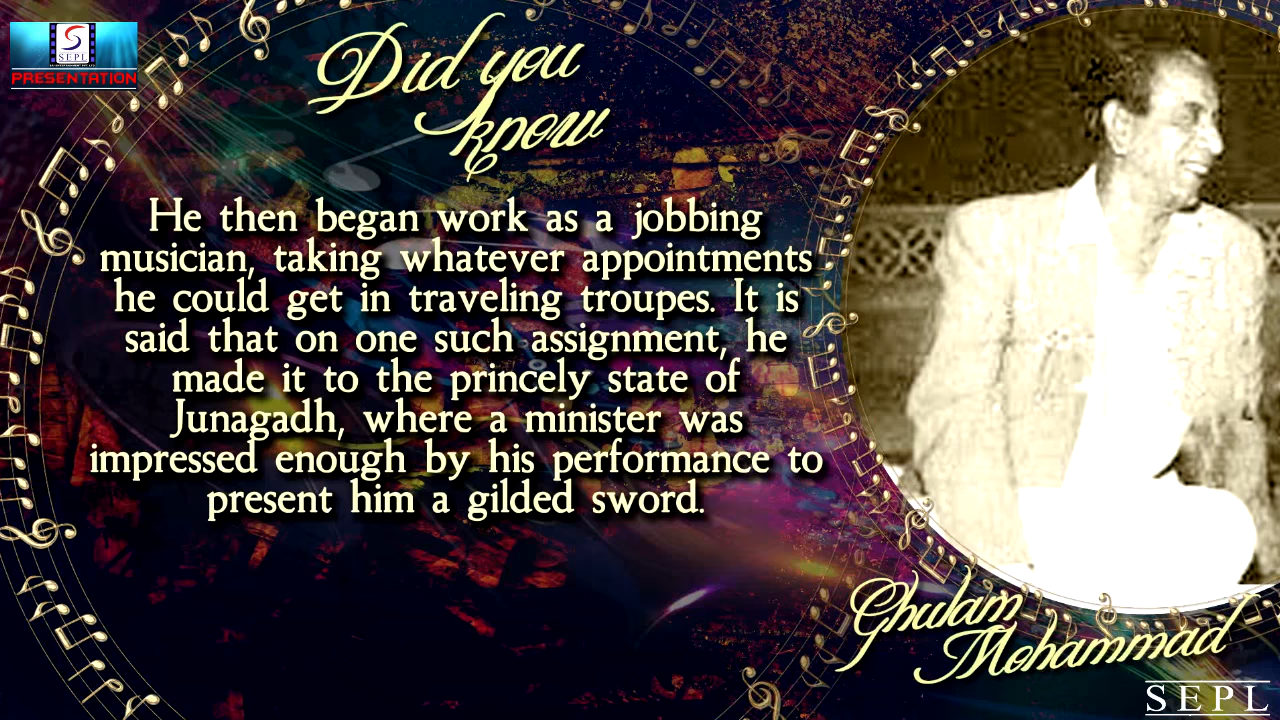 SEPL
PRESENTATION
Did you
know
He then began work as a jobbing
musician, taking whatever appointments
he could get in traveling troupes. It is
said that on one such assignment, he
made it to the princely state of
Junagadh, where a minister was
impressed enough by his performance to
present him a gilded sword.
Ghulam
Mohammad
SEPL